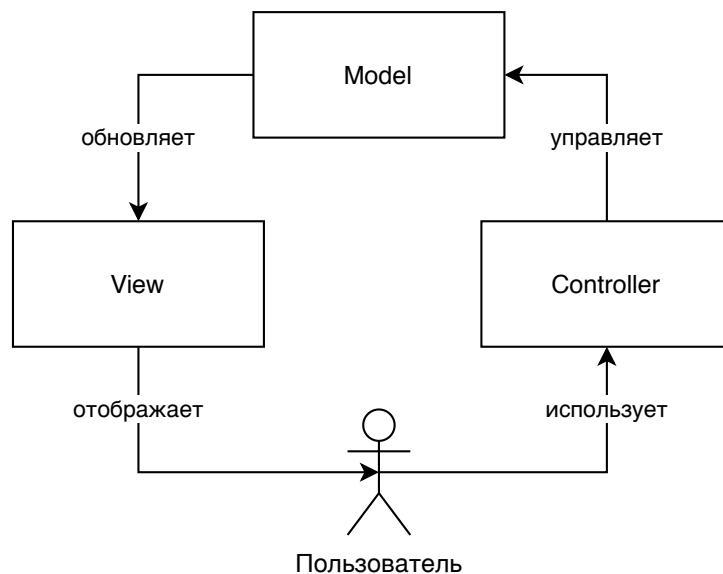 Model
обновляет
управляет
View
Controller
отображает
использует
Пользователь